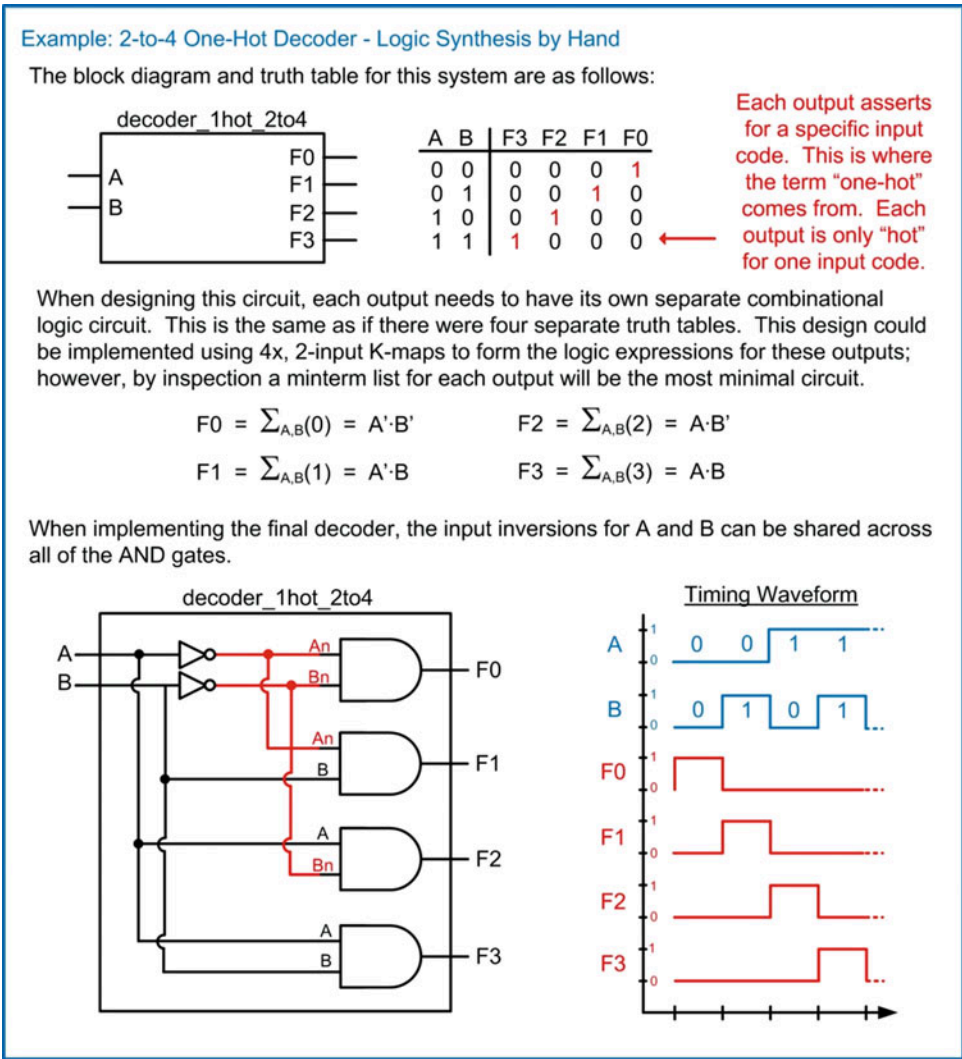 Example: 2-to-4 One-Hot Decoder - Logic Synthesis by Hand
The block diagram and truth table for this system are as follows:
decoder_1hot_2to4
A
B
F0
F1
F2
F3
A B F3 F2 F1 F0
0 0 0 0 0 1
0 1 0 0 1 0
1 0 0 1 0 0
1 1 1 0 0 0
Each output asserts
for a specific input
code. This is where
the term “one-hot”
comes from. Each
output is only “hot”
for one input code.
When designing this circuit, each output needs to have its own separate combinational
logic circuit. This is the same as if there were four separate truth tables. This design could
be implemented using 4x, 2-input K-maps to form the logic expressions for these outputs;
however, by inspection a minterm list for each output will be the most minimal circuit.
F0 = ∑A,B(0) = A'·B'
F2 = ∑A,B(2) = A·B'
F1 = ∑A,B(1) = A'·B
F3 = ∑A,B(3) = A·B
When implementing the final decoder, the input inversions for A and B can be shared across
all of the AND gates.
decoder_1hot_2to4
A
B
An
Bn
F0
An
B
F1
A
Bn
F2
A
B
F3
Timing Waveform
A 1 0 0 0 1 1
B 1 0 0 1 0 1
F0 1 0
F1 1 0
F2 1 0
F3 1 0